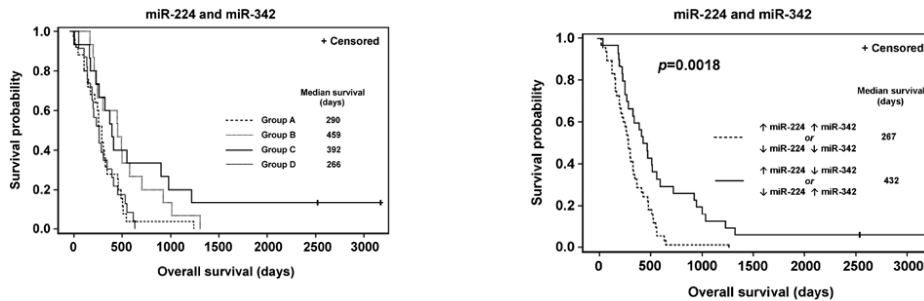 miR-224 and miR-342
Survival probability
1.0
0.8
0.6
0.4
0.2
0.0
+ Censored
Median survival
(days)
Group A 290
Group B 459
Group C 392
Group D 266
0 500 1000 1500 2000 2500 3000
Overall survival (days)
miR-224 and miR-342
Survival probability
1.0
0.8
0.6
0.4
0.2
0.0
+ Censored
p=0.0018
Median survival
(days)
↑ miR-224 ↑ miR-342
or
↓ miR-224 ↓ miR-342
267
↑ miR-224 ↓ miR-342
or
↓ miR-224 ↑ miR-342
432
0 500 1000 1500 2000 2500 3000
Overall survival (days)